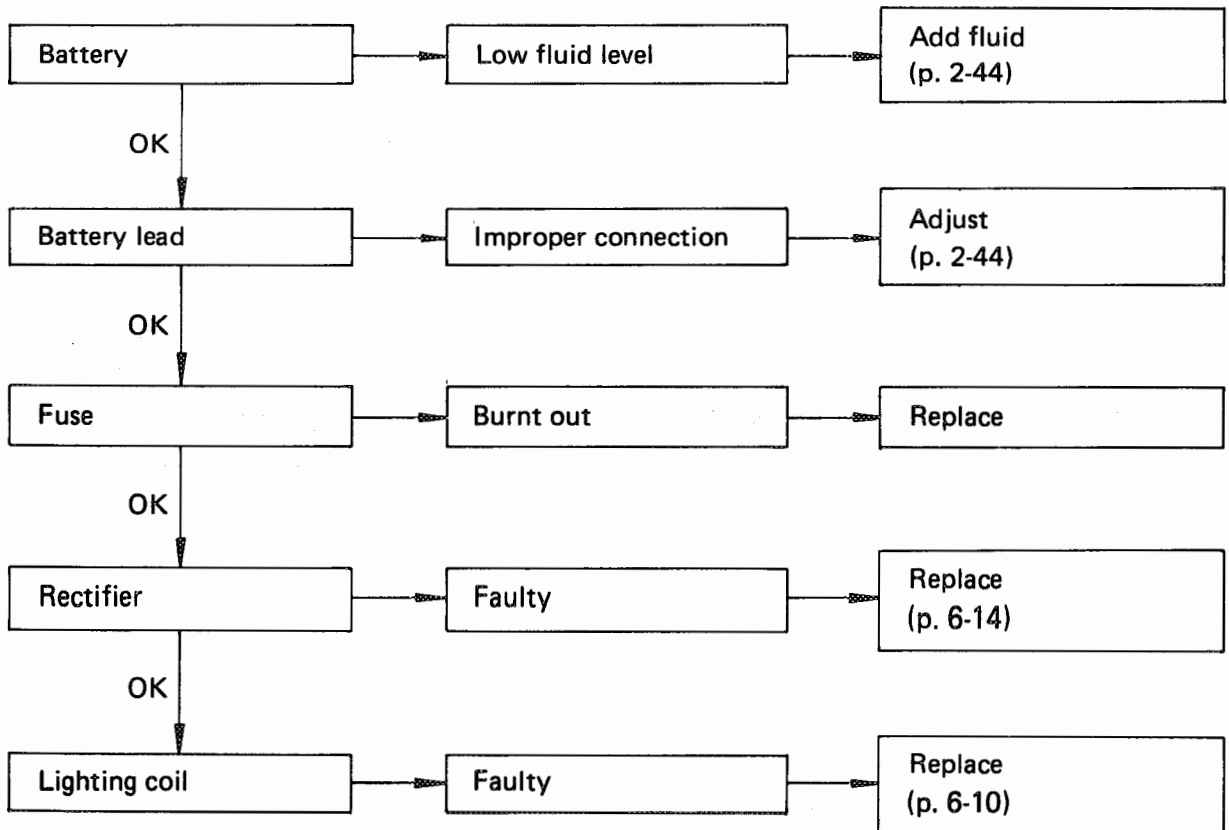 Battery
Low fluid level
Add fluid
(p. 2-44)
OK
Battery lead
Improper connection
Adjust
(p. 2-44)
OK
Fuse
Burnt out
Replace
OK
Rectifier
Faulty
Replace
(p. 6-14)
OK
Lighting coil
Faulty
Replace
(p. 6-10)